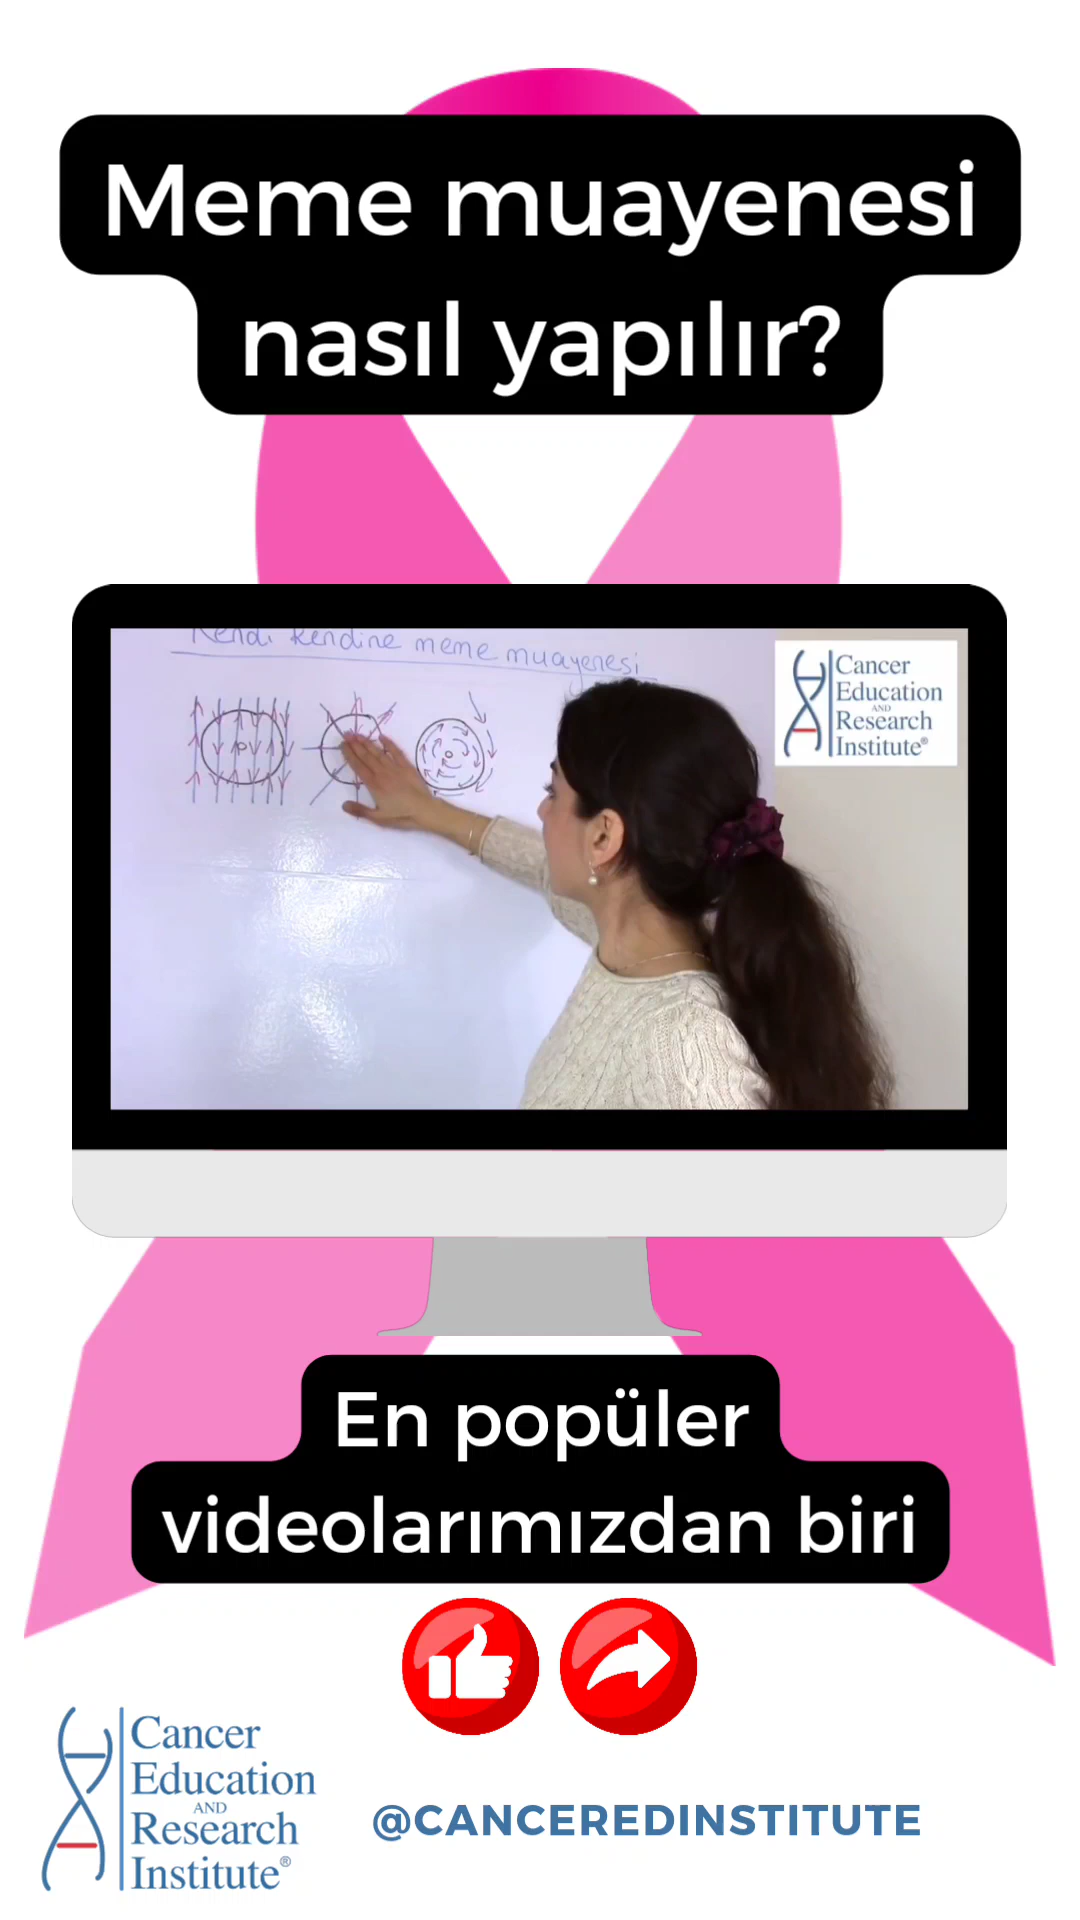 Meme muayenesi
nasıl yapılır?
Kendi kendine meme muayenesi
Cancer
Education
AND
Research
Institute®
En popüler
videolarımızdan biri
Cancer
Education
AND
Research
Institute®
@CANCEREDINSTITUTE